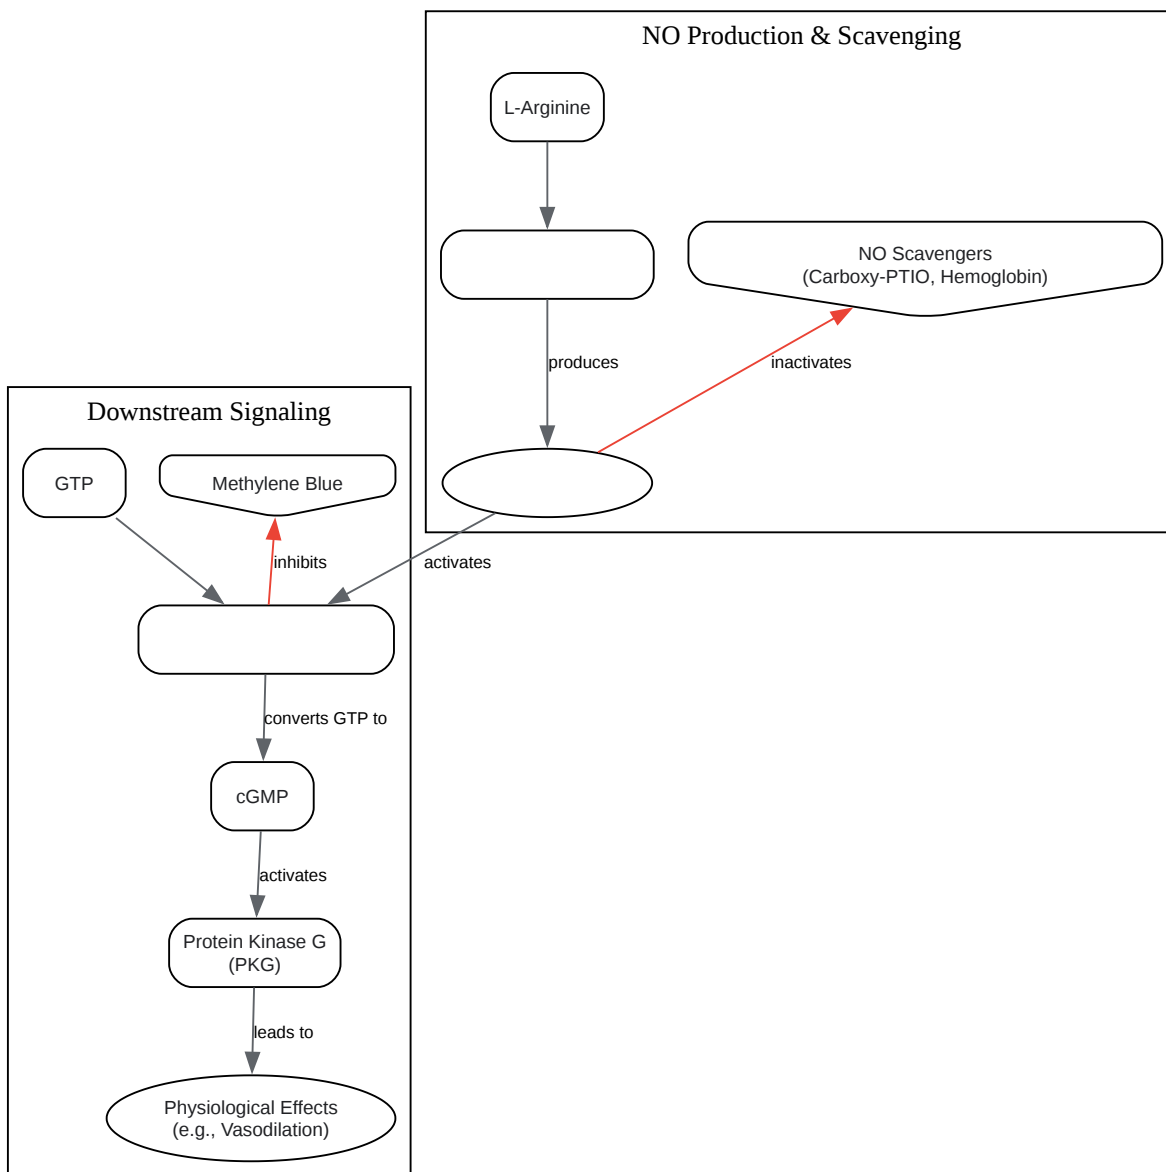 NO Production & Scavenging
L-Arginine
NO Scavengers
(Carboxy-PTIO, Hemoglobin)
produces
inactivates
Downstream Signaling
GTP
Methylene Blue
inhibits
activates
converts GTP to
cGMP
activates
Protein Kinase G
(PKG)
leads to
Physiological Effects
(e.g., Vasodilation)